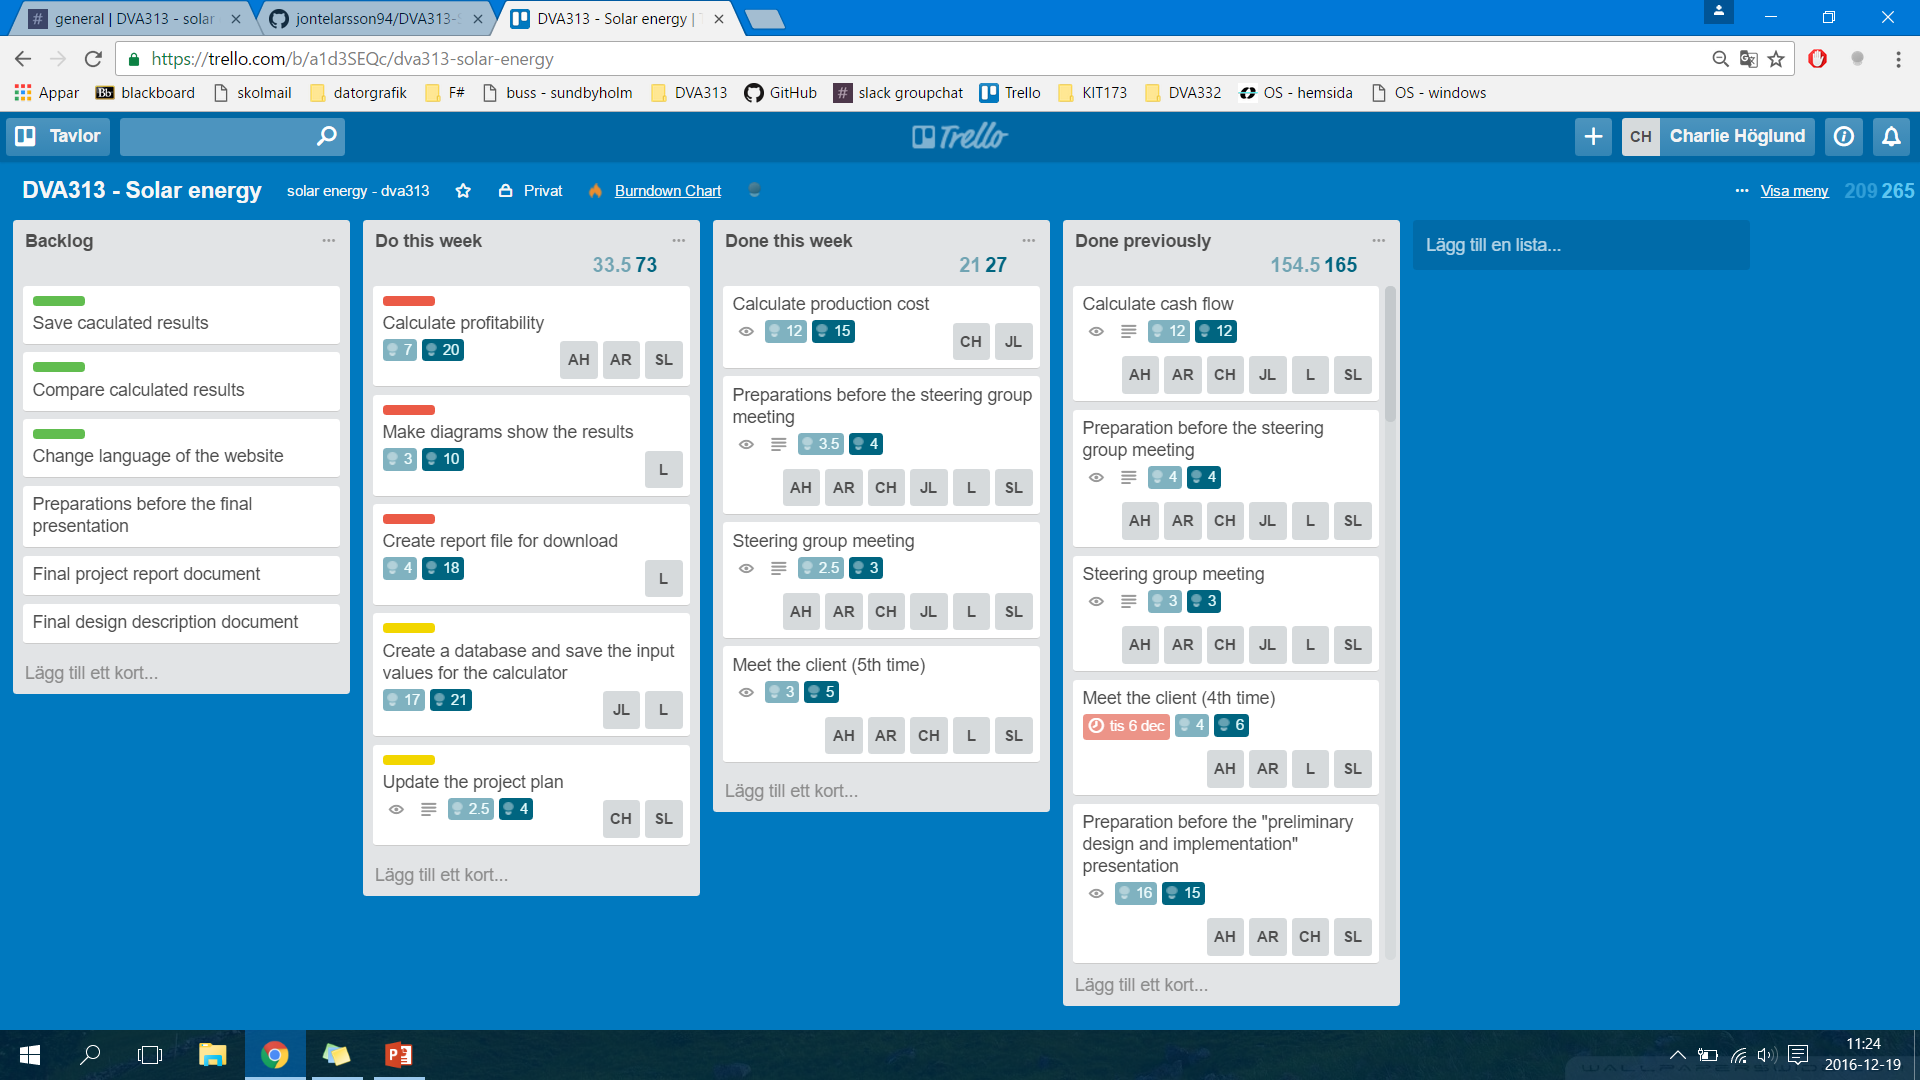 general | DVA313 - solar
jontelarsson94/DVA313-S
DVA313 - Solar energy | T
https://trello.com/b/a1d3SEQc/dva313-solar-energy
Appar
blackboard
skolmail
datorgrafik
F#
buss - sundbyholm
DVA313
GitHub
slack groupchat
Trello
KIT173
DVA332
OS - hemsida
OS - windows
Tavlor
Trello
CH Charlie Höglund
DVA313 - Solar energy
solar energy - dva313
Privat
Burndown Chart
Visa meny
209 265
Backlog
Save caculated results
Compare calculated results
Change language of the website
Preparations before the final
presentation
Final project report document
Final design description document
Lägg till ett kort...
Do this week
33.5 73
Calculate profitability
7 20
AH AR SL
Make diagrams show the results
3 10
L
Create report file for download
4 18
L
Create a database and save the input
values for the calculator
17 21
JL L
Update the project plan
2.5 4
CH SL
Lägg till ett kort...
Done this week
21 27
Calculate production cost
12 15
CH JL
Preparations before the steering group
meeting
3.5 4
AH AR CH JL L SL
Steering group meeting
2.5 3
AH AR CH JL L SL
Meet the client (5th time)
3 5
AH AR CH L SL
Lägg till ett kort...
Done previously
154.5 165
Calculate cash flow
12 12
AH AR CH JL L SL
Preparation before the steering
group meeting
4 4
AH AR CH JL L SL
Steering group meeting
3 3
AH AR CH JL L SL
Meet the client (4th time)
tis 6 dec 4 6
AH AR L SL
Preparation before the "preliminary
design and implementation"
presentation
16 15
AH AR CH SL
Lägg till ett kort...
Lägg till en lista...
11:24
2016-12-19